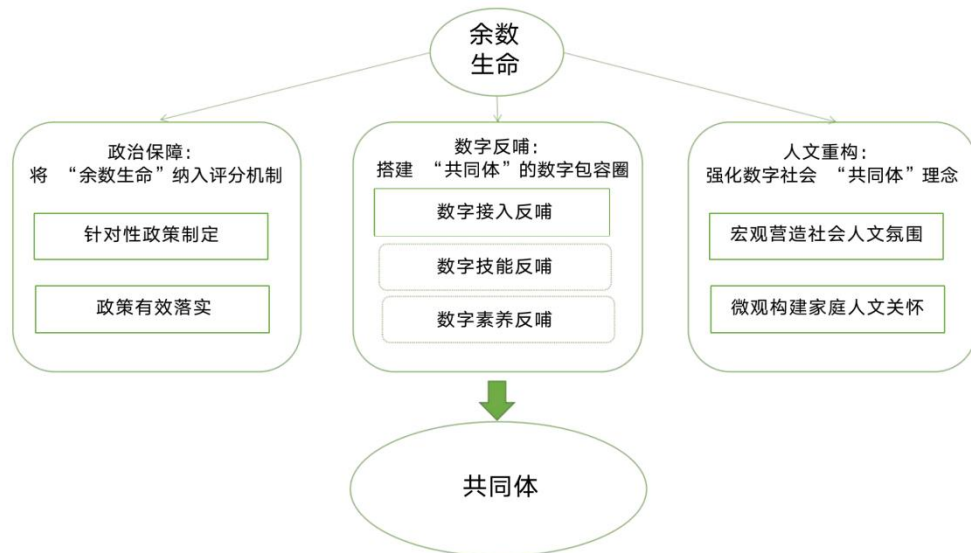 余数
生命
政治保障：
将 “余数生命”纳入评分机制
针对性政策制定
政策有效落实
数字反哺：
搭建 “共同体”的数字包容圈
数字接入反哺
数字技能反哺
数字素养反哺
人文重构：
强化数字社会 “共同体”理念
宏观营造社会人文氛围
微观构建家庭人文关怀
共同体